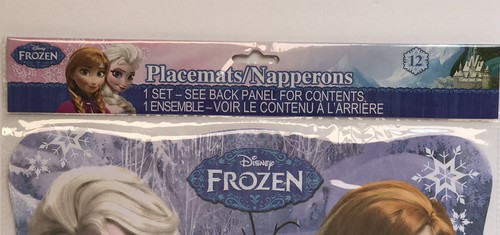 Disney
FROZEN
Placemats/Napperons
12
1 SET – SEE BACK PANEL FOR CONTENTS
1 ENSEMBLE – VOIR LE CONTENU À L'ARRIÈRE
Disney
FROZEN